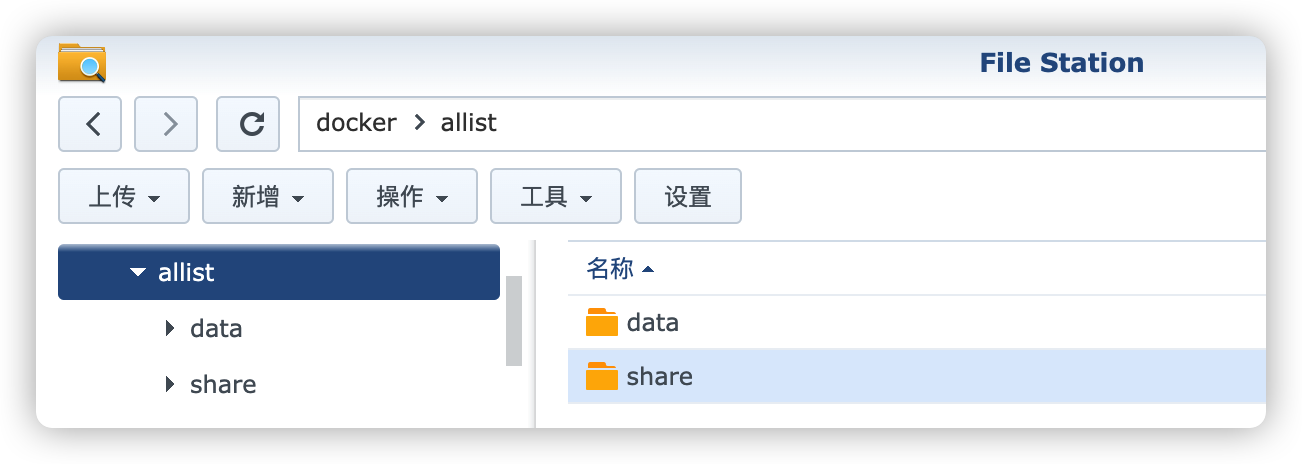 File Station
docker > allist
上传 新增 操作 工具 设置
allist
data
share
名称
data
share